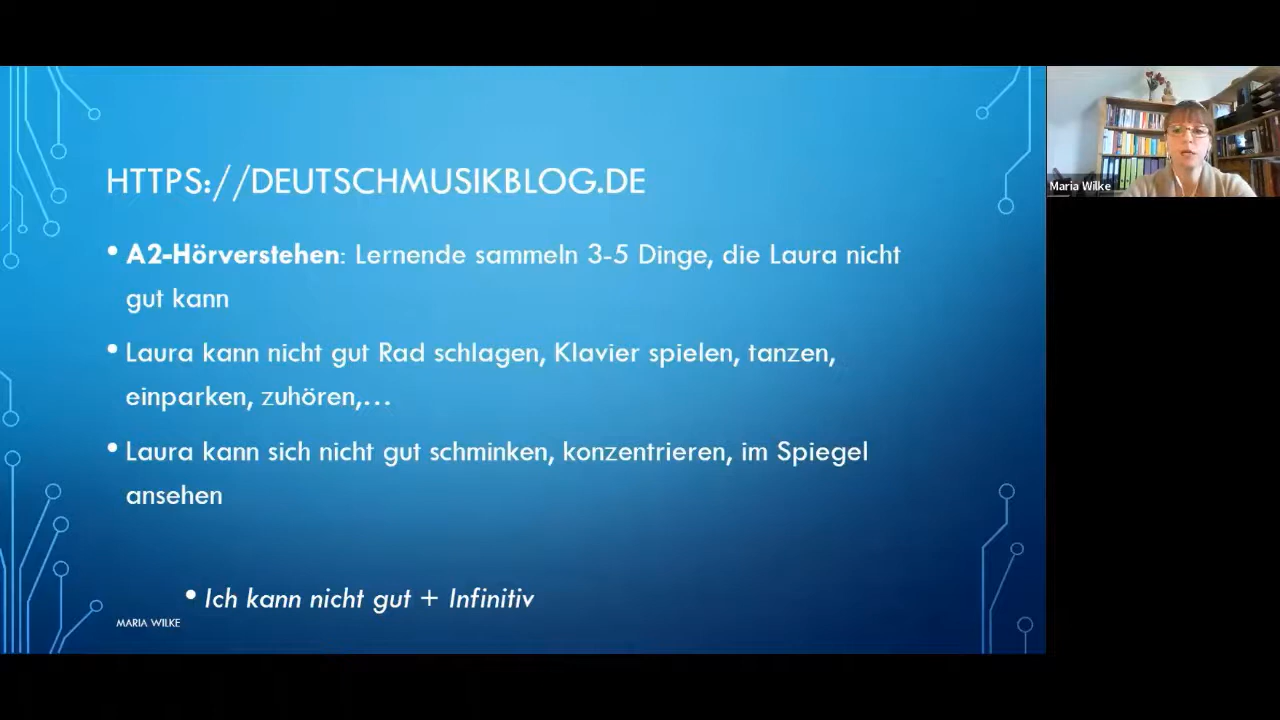 HTTPS://DEUTSCHMUSIKBLOG.DE
• A2-Hörverstehen: Lernende sammeln 3-5 Dinge, die Laura nicht
gut kann
• Laura kann nicht gut Rad schlagen, Klavier spielen, tanzen,
einparken, zuhören,…
• Laura kann sich nicht gut schminken, konzentrieren, im Spiegel
ansehen
• Ich kann nicht gut + Infinitiv
MARIA WILKE
Maria Wilke